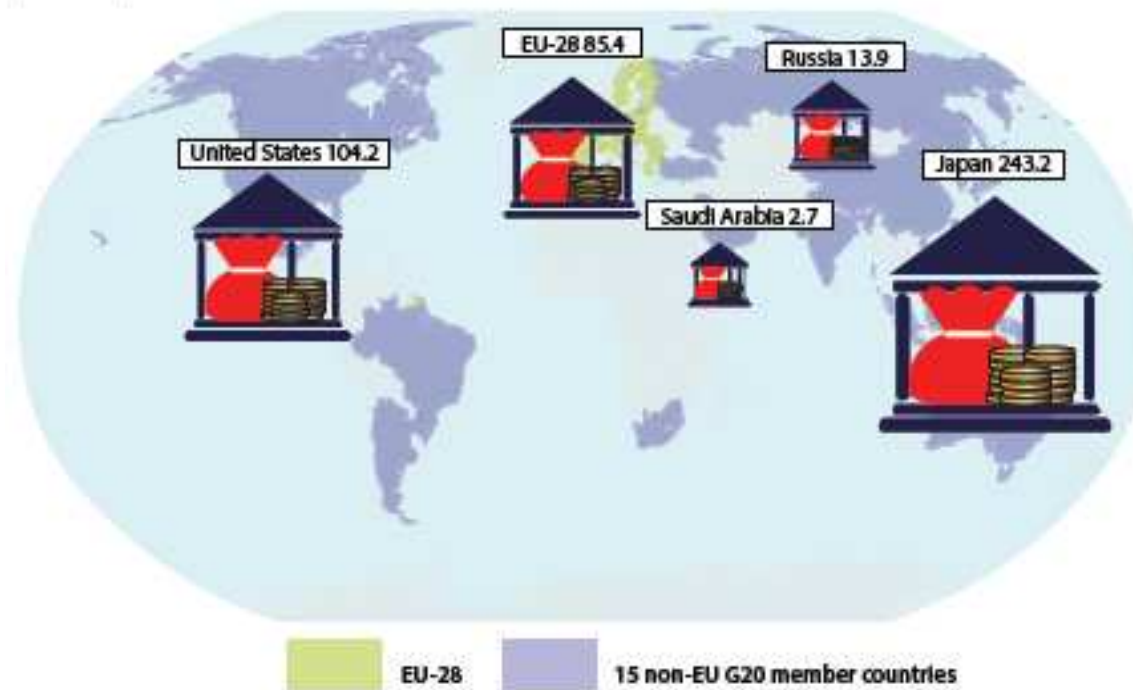 EU-28 85.4
Russia 13.9
United States 104.2
Japan 243.2
Saudi Arabia 2.7
EU-28
15 non-EU G20 member countries